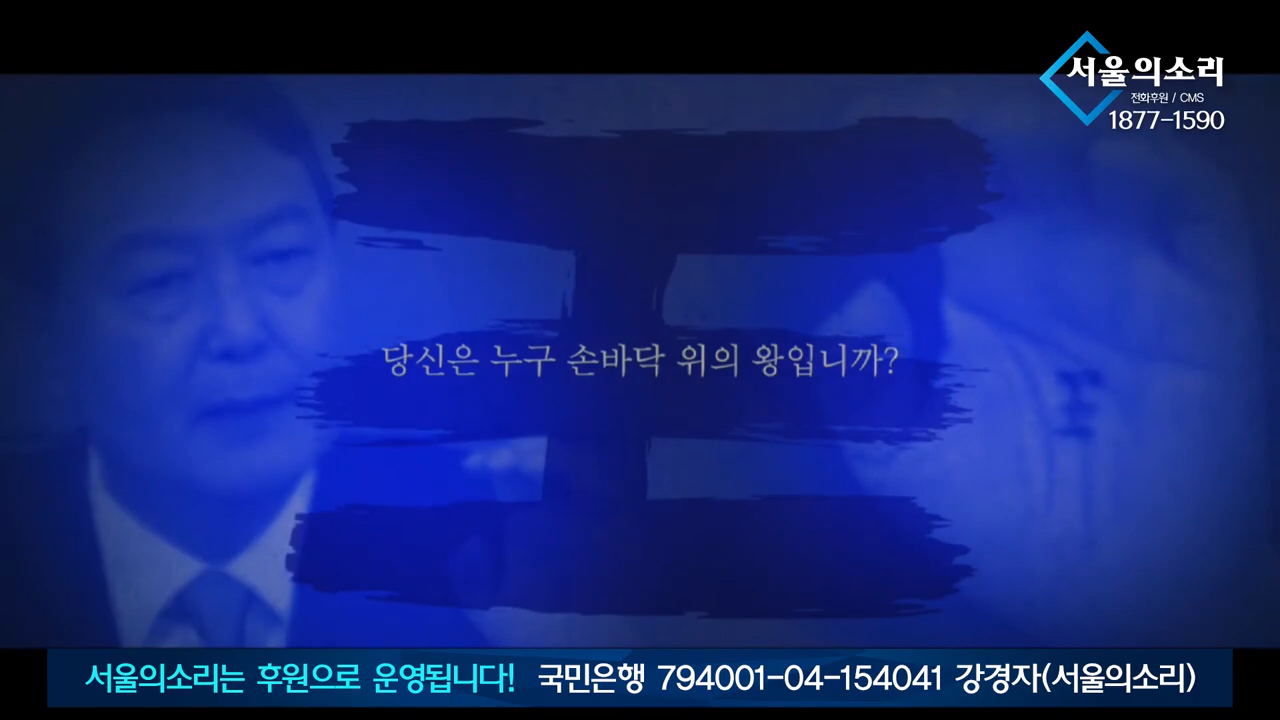 서울의소리
전화후원 / CMS
1877-1590
王
당신은 누구 손바닥 위의 왕입니까?
서울의소리는 후원으로 운영됩니다! 국민은행 794001-04-154041 강경자(서울의소리)